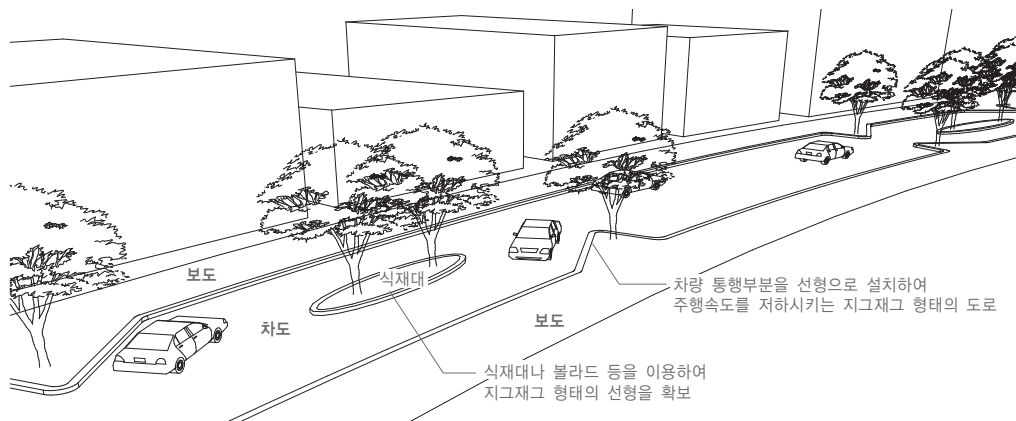 보도
식재대
차도
보도
차량 통행부분을 선형으로 설치하여
주행속도를 저하시키는 지그재그 형태의 도로
식재대나 볼라드 등을 이용하여
지그재그 형태의 선형을 확보